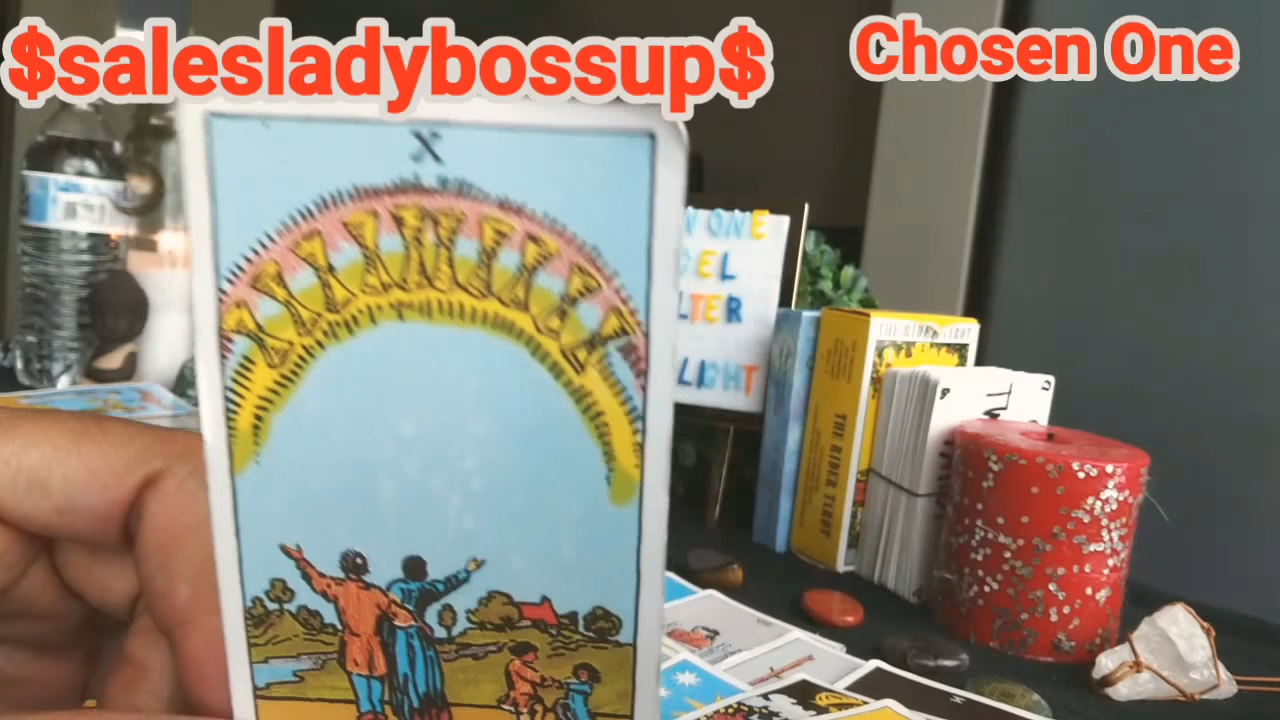 $salesladybossup$
Chosen One
X
N ONE
EL
LTER
LIGHT
THE RIDER TAROT
THE RIDER TAROT